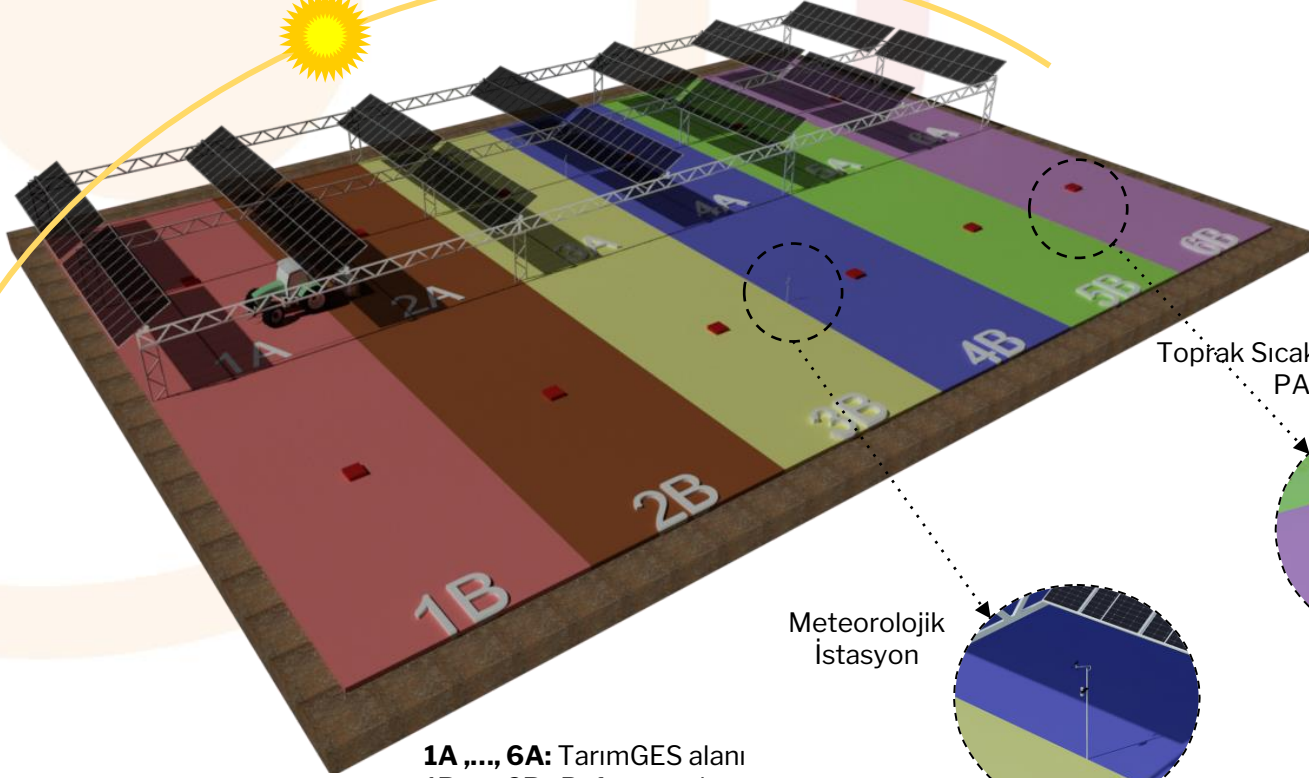 1A
2A
3A
4A
5A
6A
1B
2B
3B
4B
5B
6B
Toprak
PA
Meteorolojik
İstasyon
1A ,..., 6A: TarımGES alanı